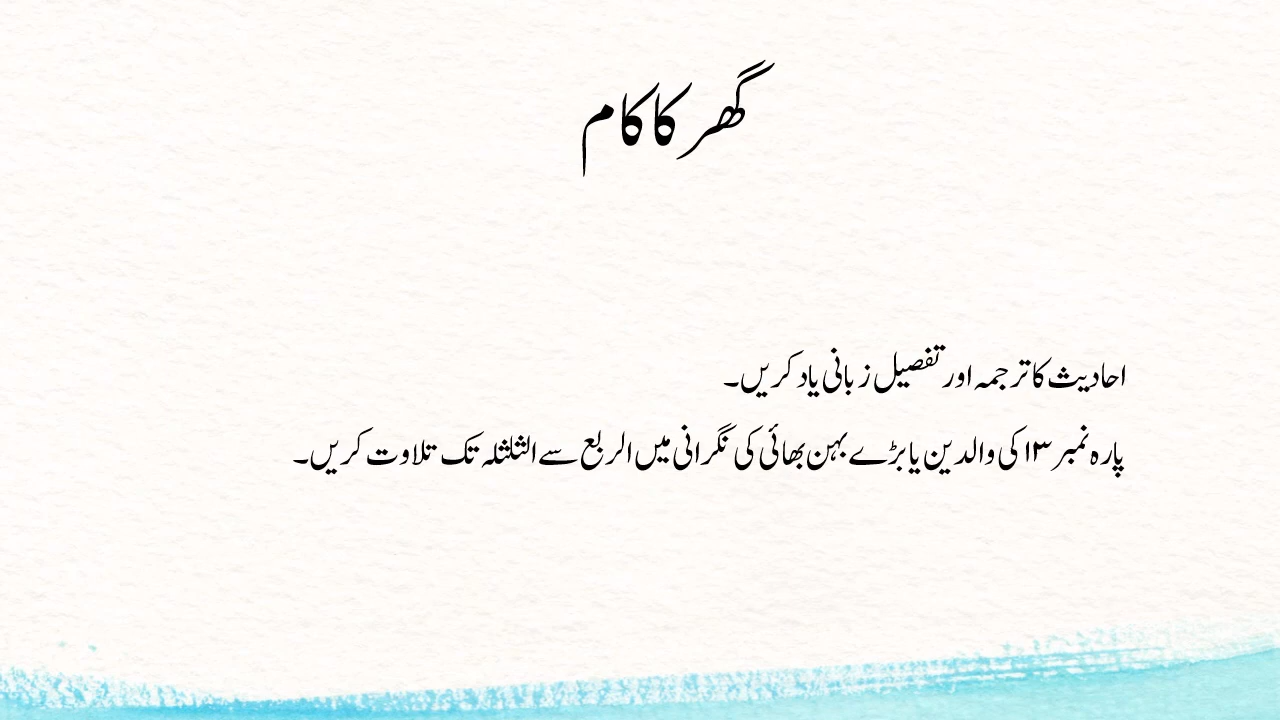 گھر کا کام
احادیث کا ترجمہ اور تفصیل زبانی یاد کریں۔
پارہ نمبر ۱۳ کی والدین یا بڑے بہن بھائی کی نگرانی میں الربع سے الثلثلہ تک تلاوت کریں۔